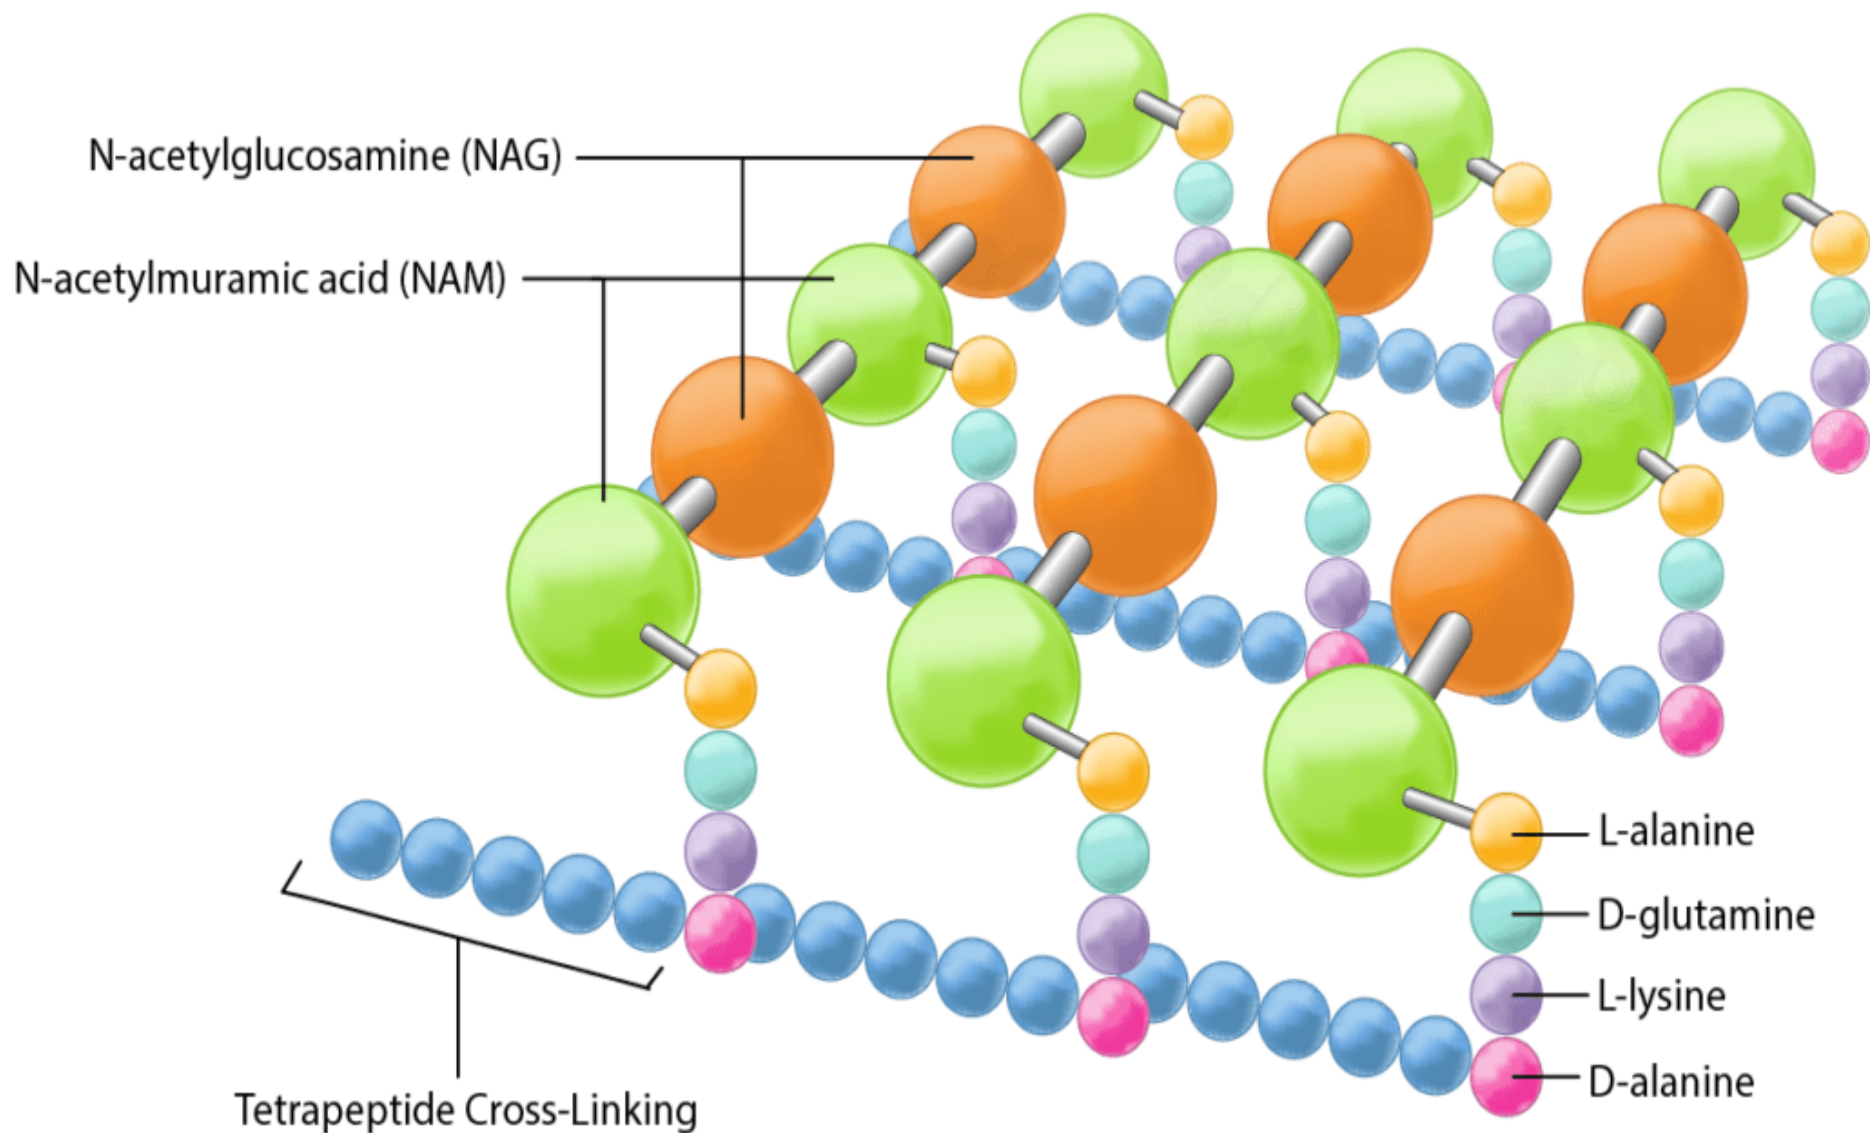 N-acetylglucosamine (NAG)
N-acetylmuramic acid (NAM)
L-alanine
D-glutamine
L-lysine
D-alanine
Tetrapeptide Cross-Linking